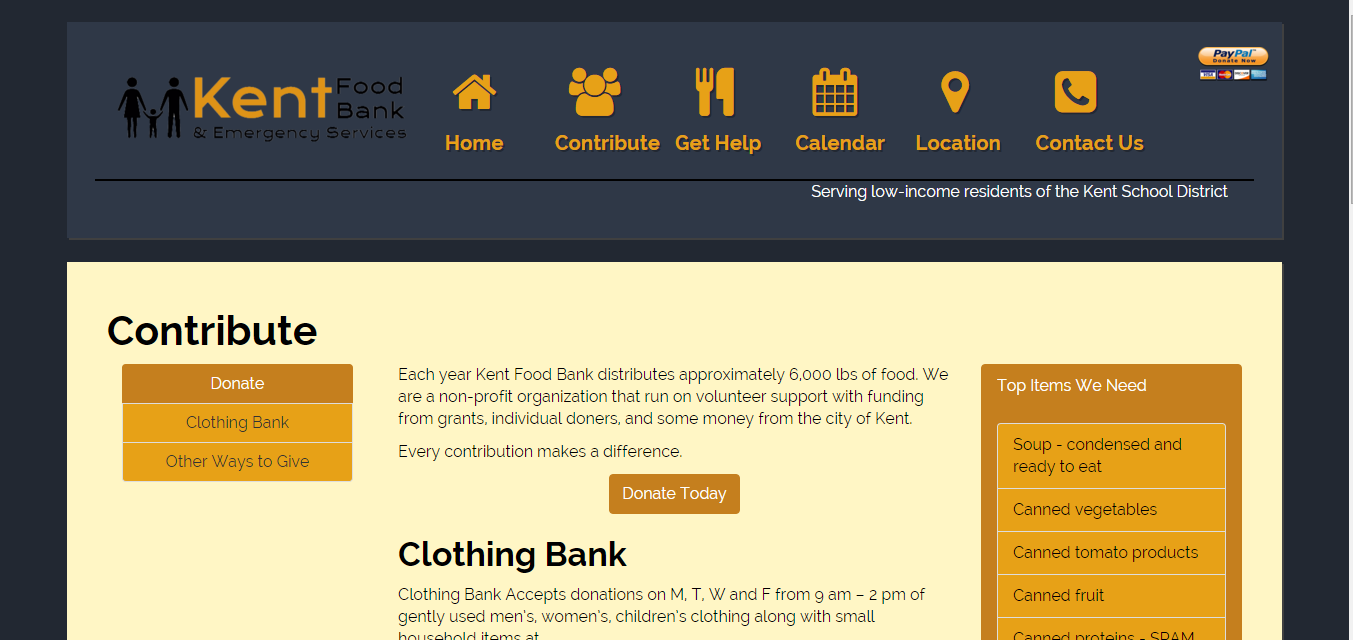 Kent Food
Bank
& Emergency Services
Home
Contribute
Get Help
Calendar
Location
Contact Us
PayPal
Donate Now
Serving low-income residents of the Kent School District
Contribute
Donate
Clothing Bank
Other Ways to Give
Each year Kent Food Bank distributes approximately 6,000 lbs of food. We
are a non-profit organization that run on volunteer support with funding
from grants, individual doners, and some money from the city of Kent.
Every contribution makes a difference.
Donate Today
Clothing Bank
Clothing Bank Accepts donations on M, T, W and F from 9 am – 2 pm of
gently used men's, women's, children's clothing along with small
household items at
Top Items We Need
Soup - condensed and
ready to eat
Canned vegetables
Canned tomato products
Canned fruit
Canned proteins - SPAM